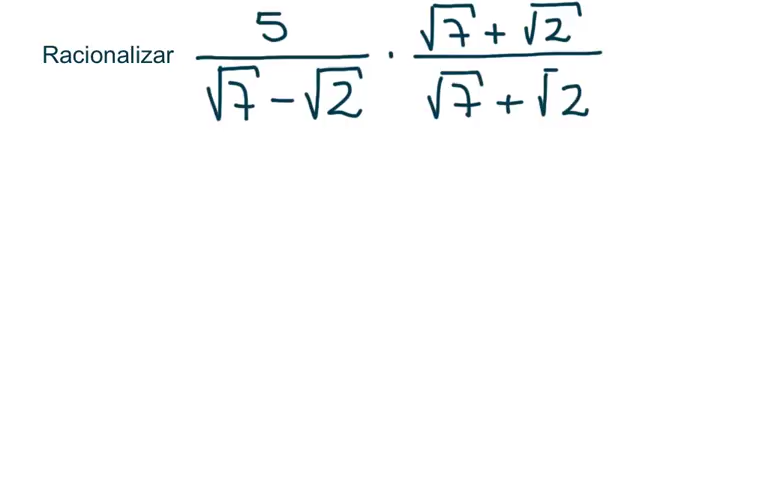 Racionalizar 5/(√7 − √2) · (√7 + √2)/(√7 + √2)